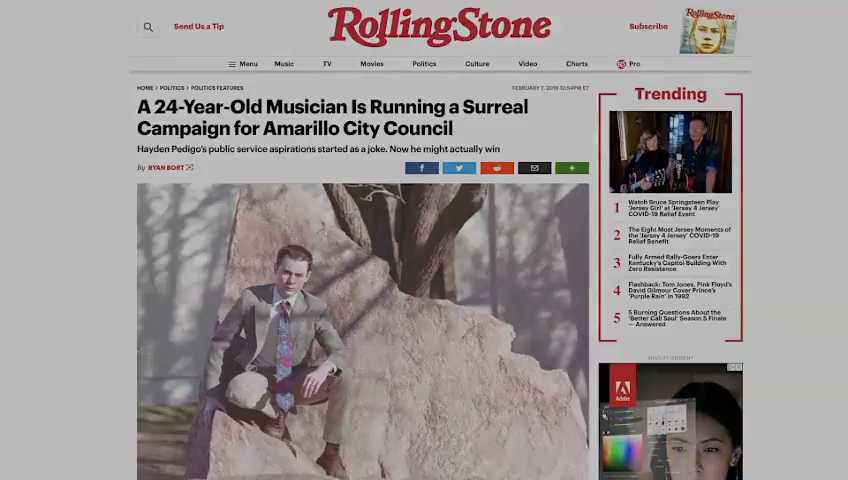 Send Us a Tip
RollingStone
Subscribe
RollingStone
Menu
Music
TV
Movies
Politics
Culture
Video
Charts
RS Pro
HOME > POLITICS > POLITICS FEATURES
FEBRUARY 7, 2019 12:54PM ET
A 24-Year-Old Musician Is Running a Surreal
Campaign for Amarillo City Council
Hayden Pedigo's public service aspirations started as a joke. Now he might actually win
By RYAN BORT
Trending
1 Watch Bruce Springsteen Play
'Jersey Girl' at 'Jersey 4 Jersey'
COVID-19 Relief Event
2 The Eight Most Jersey Moments of
the 'Jersey 4 Jersey' COVID-19
Relief Benefit
3 Fully Armed Rally-Goers Enter
Kentucky's Capitol Building With
Zero Resistance
4 Flashback: Tom Jones, Pink Floyd's
David Gilmour Cover Prince's
'Purple Rain' in 1992
5 5 Burning Questions About the
'Better Call Saul' Season 5 Finale
— Answered
ADVERTISEMENT
Adobe